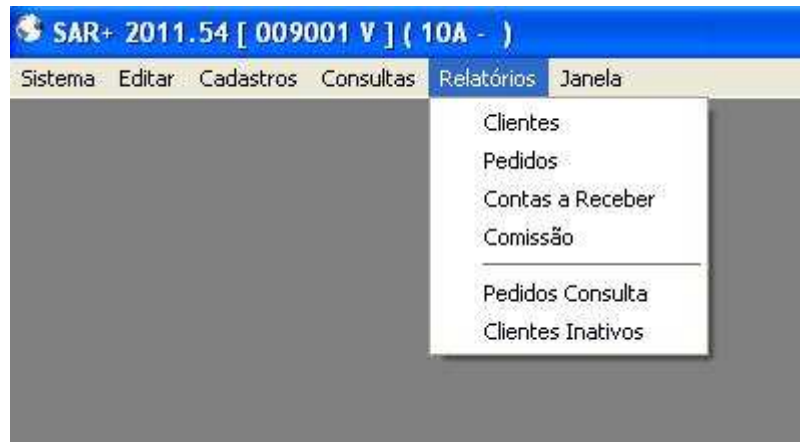 SAR+ 2011.54 [ 009001 V ] ( 10A - )
Sistema Editar Cadastros Consultas Relatórios Janela
Clientes
Pedidos
Contas a Receber
Comissão
Pedidos Consulta
Clientes Inativos